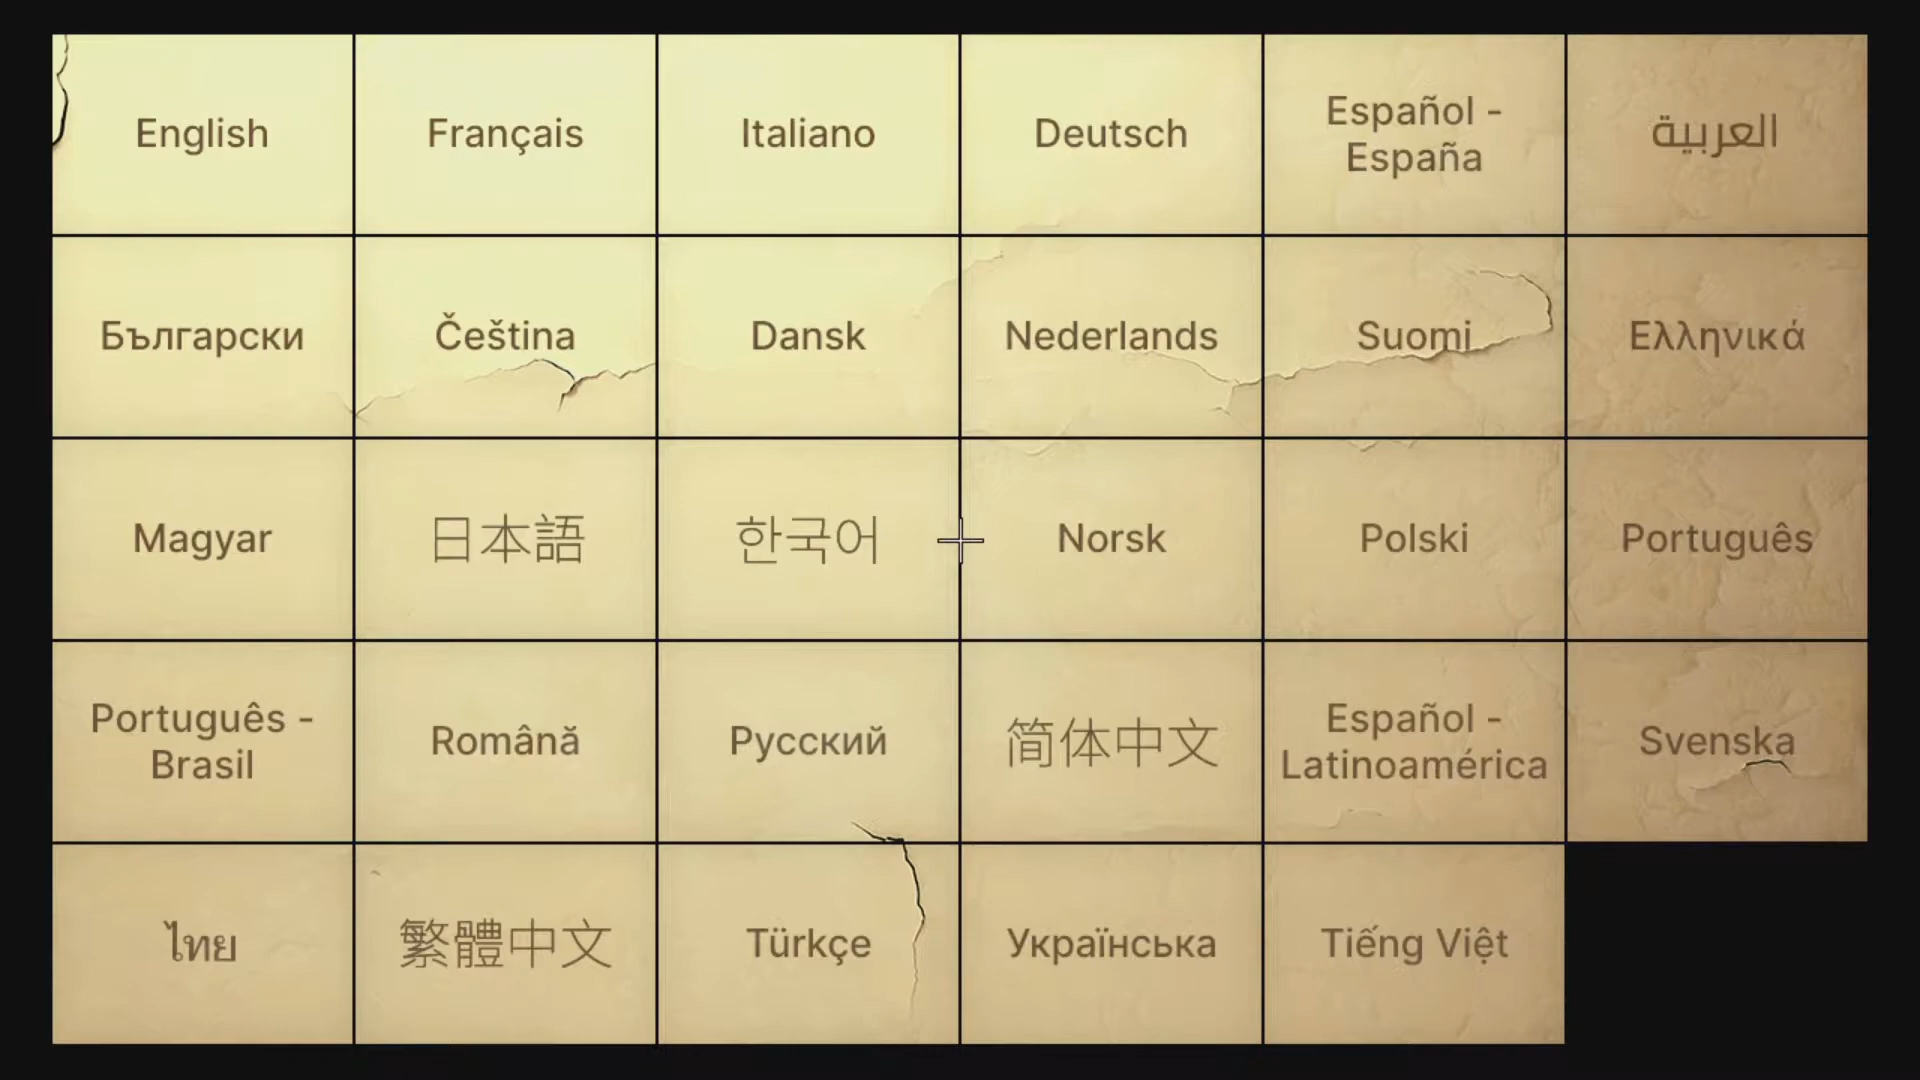 English
Français
Italiano
Deutsch
Español -
España
العربية
Български
Čeština
Dansk
Nederlands
Suomi
Ελληνικά
Magyar
日本語
한국어
Norsk
Polski
Português
Português -
Brasil
Română
Русский
简体中文
Español -
Latinoamérica
Svenska
ไทย
繁體中文
Türkçe
Українська
Tiếng Việt